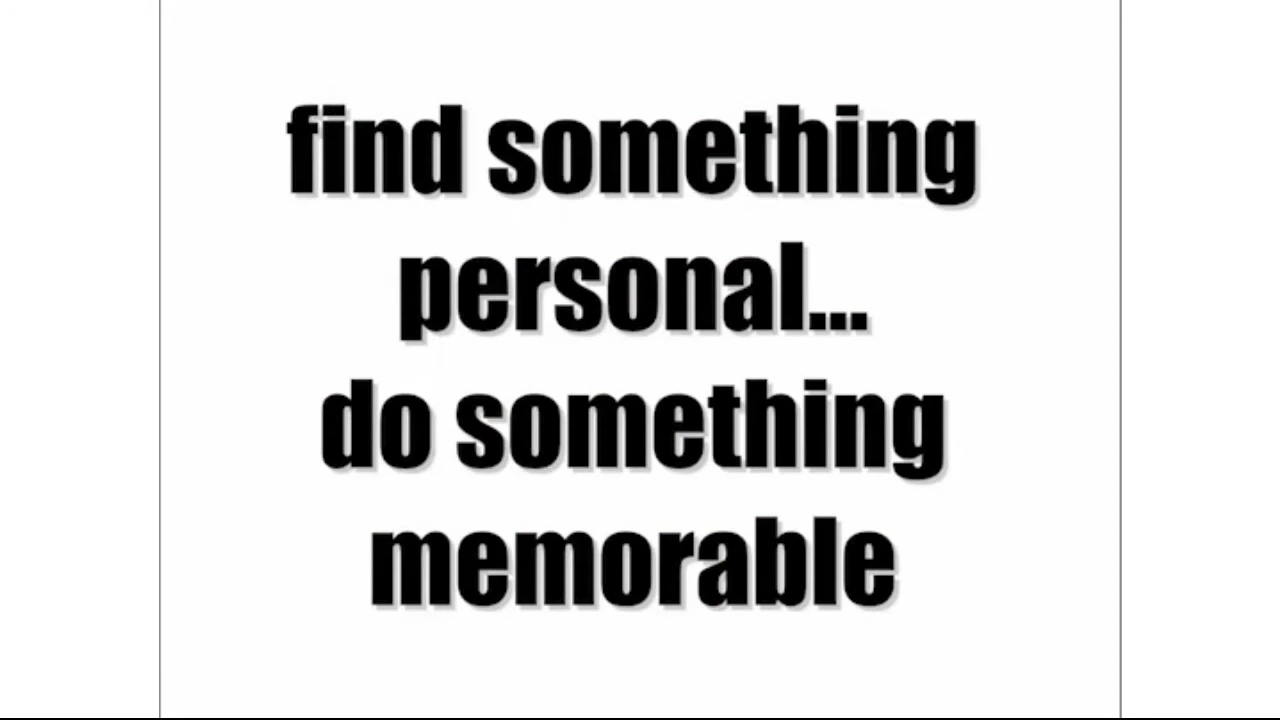 find something
personal...
do something
memorable